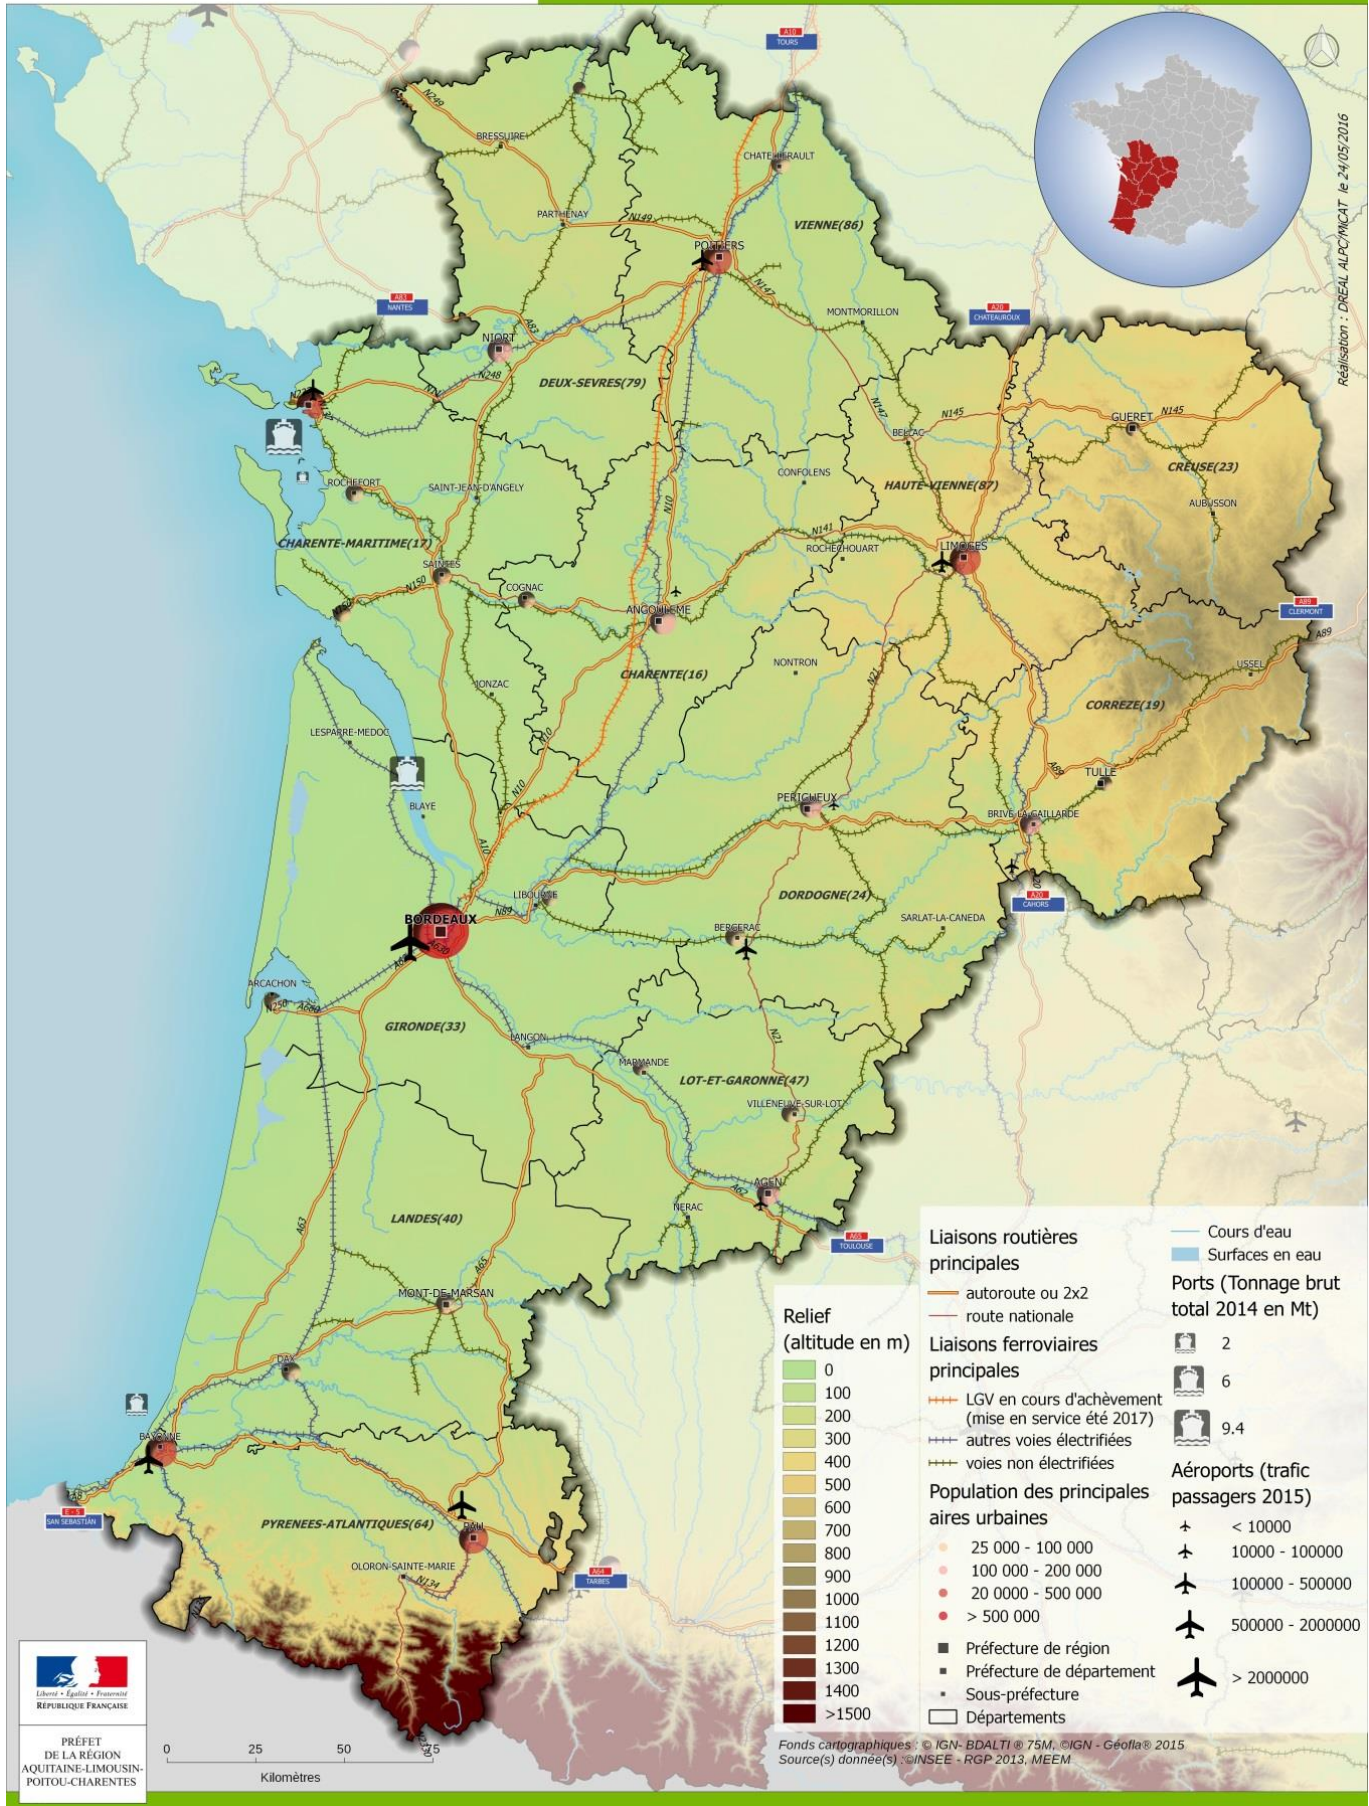 A10
TOURS
Réalisation : DREAL ALPC/MiCAT le 24/05/2016
N249
BRESSUIRE
CHATELLERAULT
PARTHENAY
N149
VIENNE(86)
POITIERS
N147
A83
NANTES
A20
CHATEAUROUX
MONTMORILLON
A83
NIORT
N248
DEUX-SEVRES(79)
N147
N145
GUERET
N145
BELLAC
CREUSE(23)
CONFOLENS
HAUTE-VIENNE(87)
ROCHEFORT
SAINT-JEAN-D'ANGELY
N10
AUBUSSON
CHARENTE-MARITIME(17)
N141
ROCHECHOUART
LIMOGES
SAINTES
N150
COGNAC
ANGOULEME
A89
CLERMONT
A89
NONTRON
CHARENTE(16)
N21
USSEL
JONZAC
CORREZE(19)
LESPARRE-MEDOC
N10
A89
TULLE
N10
PERIGUEUX
BLAYE
BRIVE-LA-GAILLARDE
A10
LIBOURNE
DORDOGNE(24)
A20
A20
CAHORS
N89
BORDEAUX
A630
BERGERAC
SARLAT-LA-CANEDA
ARCACHON
N250
A660
GIRONDE(33)
LANGON
N21
MARMANDE
LOT-ET-GARONNE(47)
VILLENEUVE-SUR-LOT
AGEN
A62
NERAC
LANDES(40)
A63
A65
TOULOUSE
A65
MONT-DE-MARSAN
DAX
BAYONNE
E - 5
SAN SEBASTIÁN
PYRENEES-ATLANTIQUES(64)
PAU
OLORON-SAINTE-MARIE
N134
A64
TARBES
Relief
(altitude en m)
0
100
200
300
400
500
600
700
800
900
1000
1100
1200
1300
1400
>1500
Liaisons routières
principales
autoroute ou 2x2
route nationale
Liaisons ferroviaires
principales
LGV en cours d'achèvement
(mise en service été 2017)
autres voies électrifiées
voies non électrifiées
Population des principales
aires urbaines
25 000 - 100 000
100 000 - 200 000
20 0000 - 500 000
> 500 000
Préfecture de région
Préfecture de département
Sous-préfecture
Départements
Cours d'eau
Surfaces en eau
Ports (Tonnage brut
total 2014 en Mt)
2
6
9.4
Aéroports (trafic
passagers 2015)
< 10000
10000 - 100000
100000 - 500000
500000 - 2000000
> 2000000
Liberté • Égalité • Fraternité
RÉPUBLIQUE FRANÇAISE
PRÉFET
DE LA RÉGION
AQUITAINE-LIMOUSIN-
POITOU-CHARENTES
0 25 50 75
Kilomètres
Fonds cartographiques : © IGN- BDALTI ® 75M, ©IGN - Géofla® 2015
Source(s) donnée(s) :©INSEE - RGP 2013, MEEM